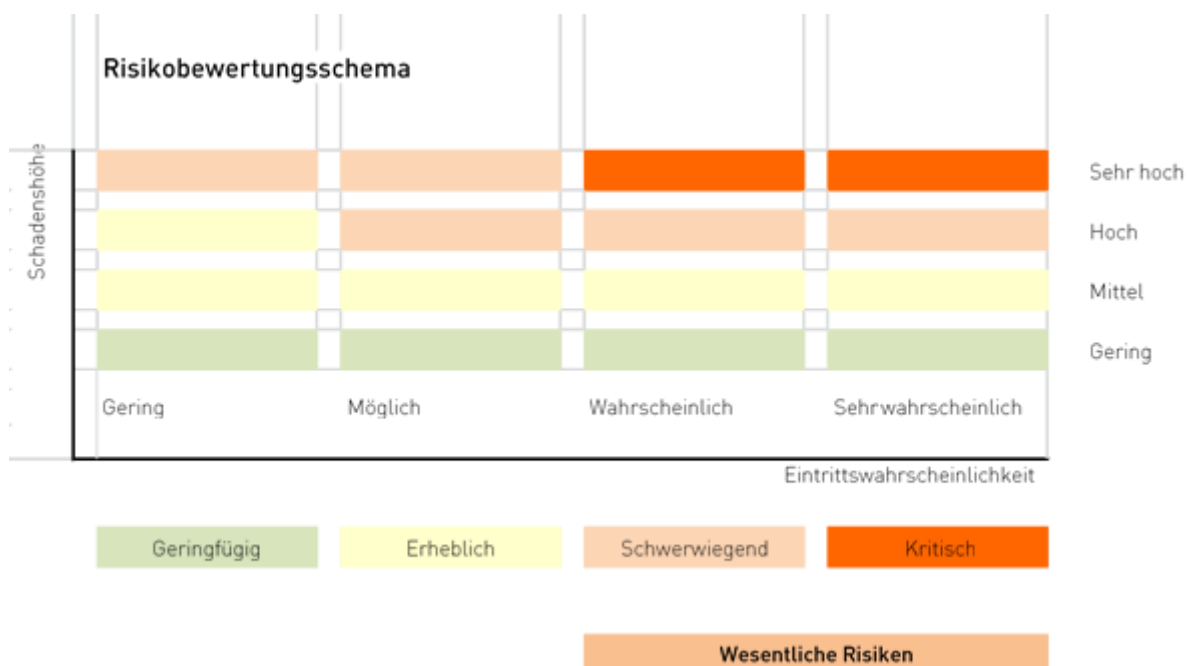 Risikobewertungsschema
Schadenshöhe
Sehr hoch
Hoch
Mittel
Gering
Gering Möglich Wahrscheinlich Sehrwahrscheinlich
Eintrittswahrscheinlichkeit
Geringfügig Erheblich Schwerwiegend Kritisch
Wesentliche Risiken